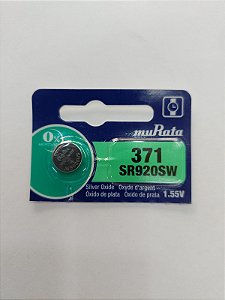 muRata
371
SR920SW
Silver Oxide Oxyde d'argent
Óxido de plata Óxido de prata
1.55V